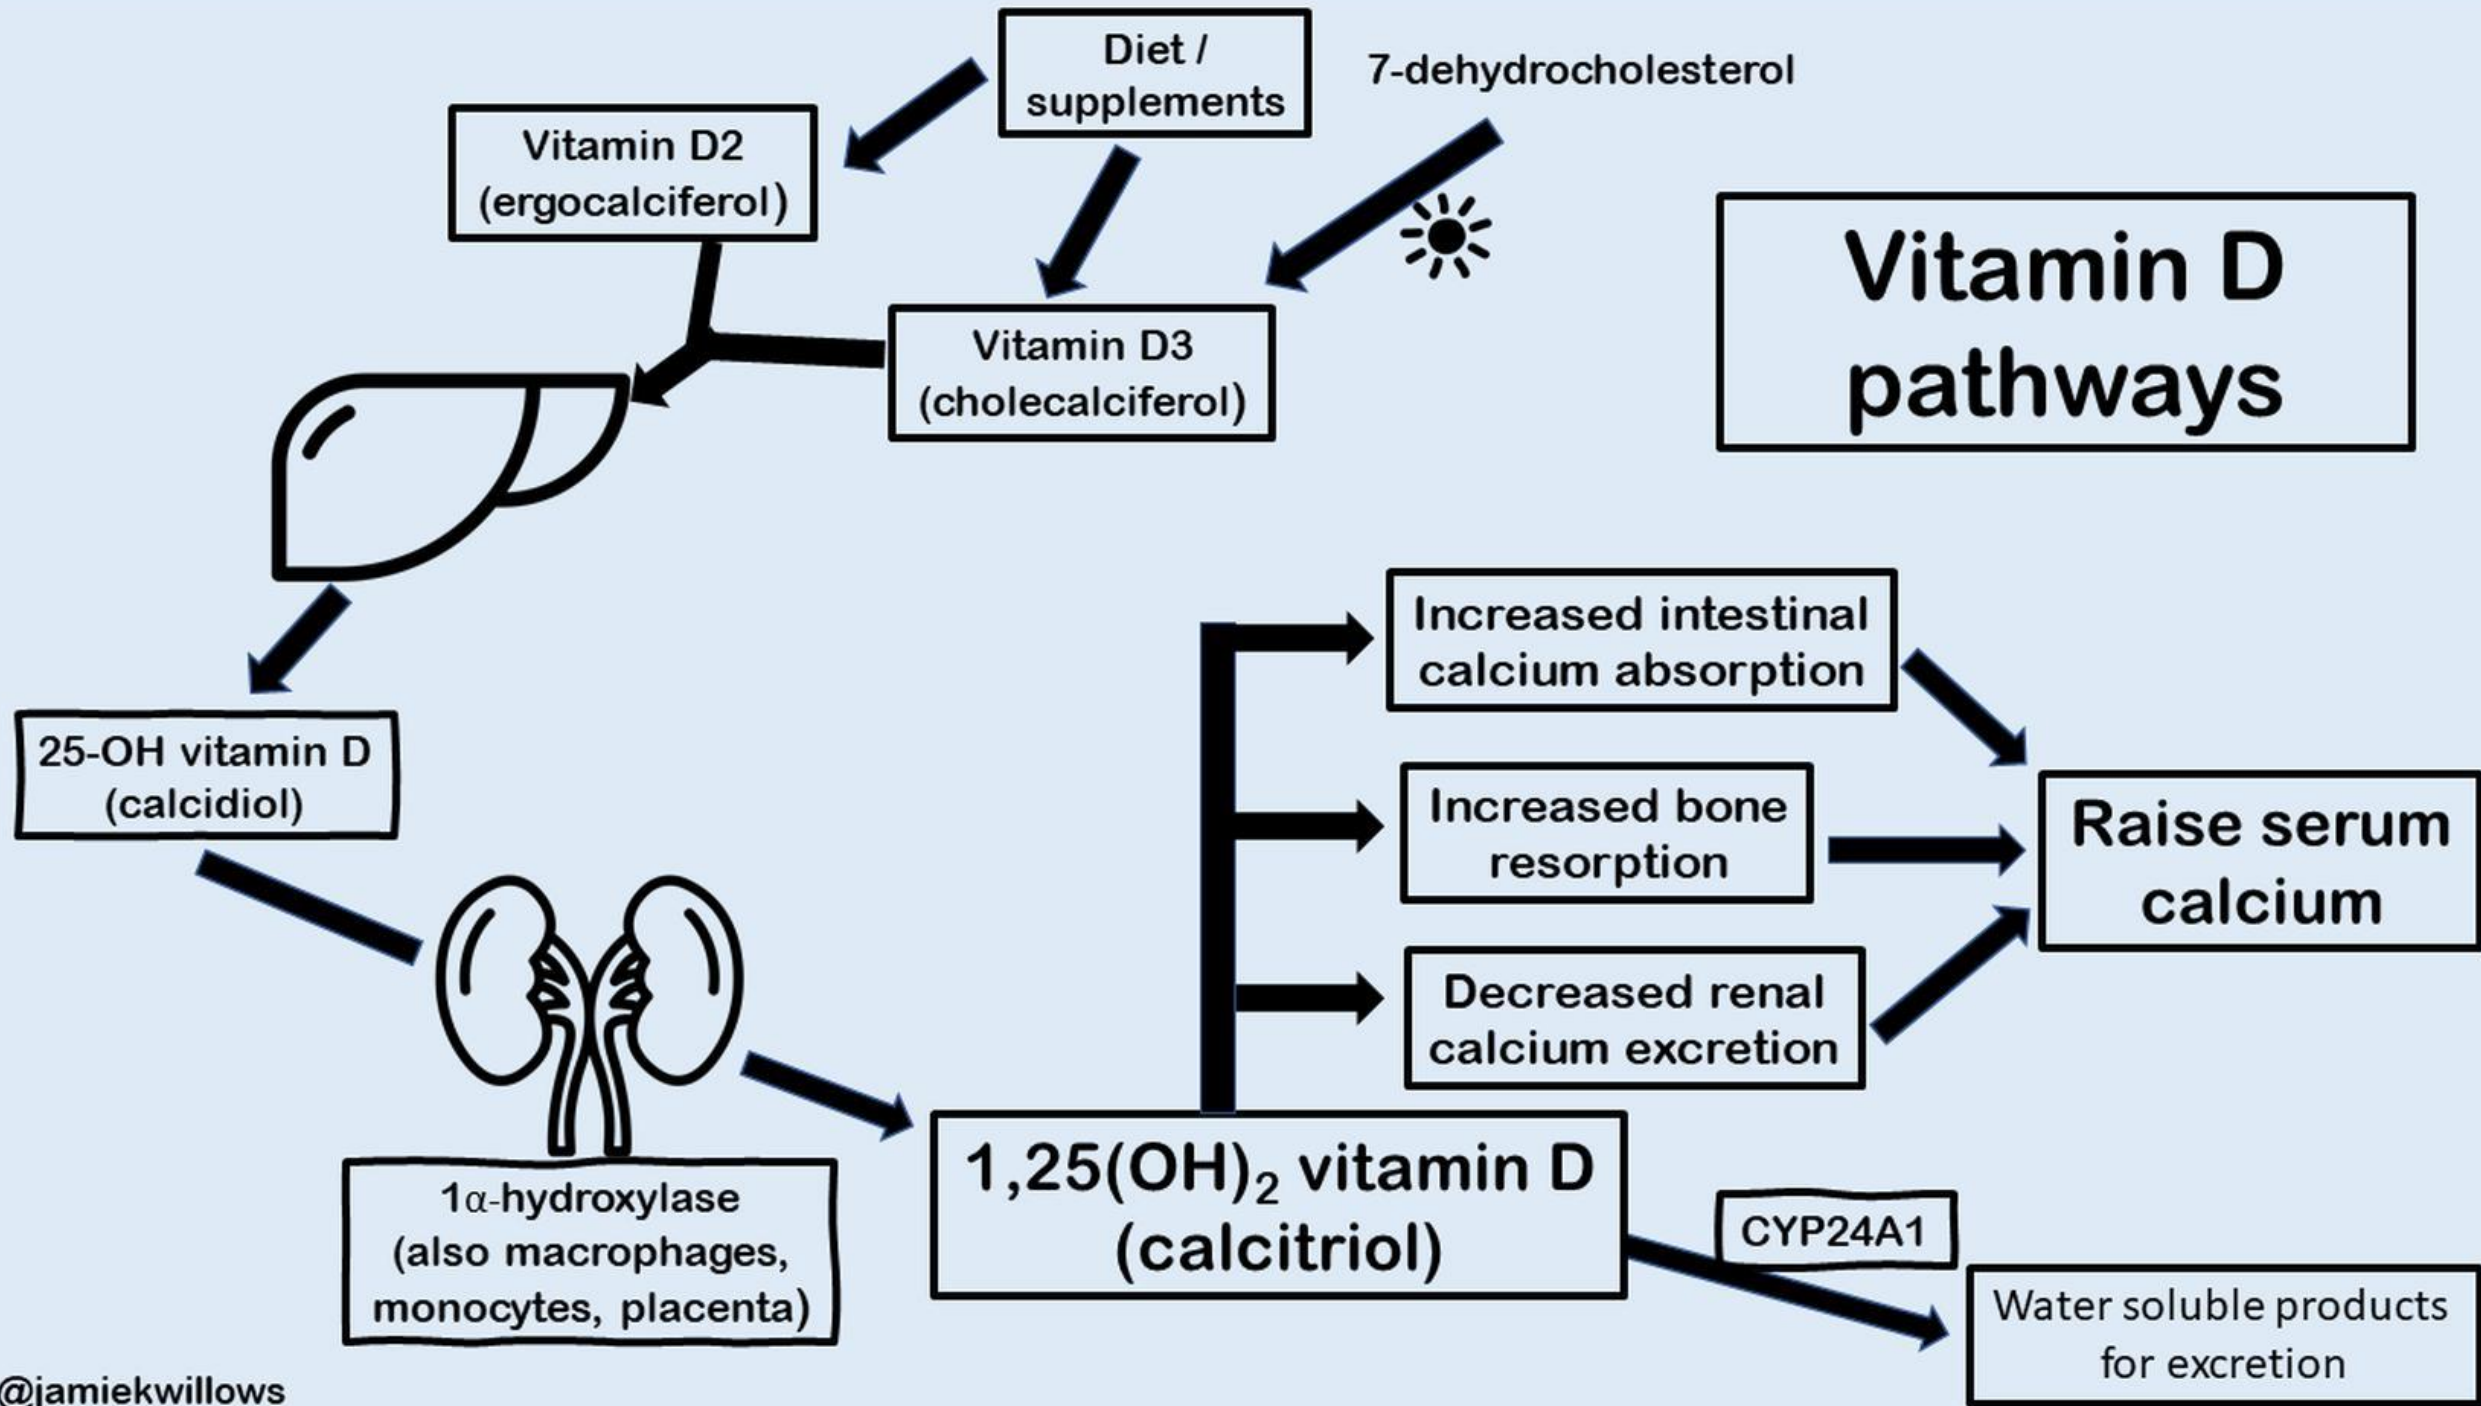 Diet /
supplements
7-dehydrocholesterol
Vitamin D2
(ergocalciferol)
Vitamin D
pathways
Vitamin D3
(cholecalciferol)
Increased intestinal
calcium absorption
25-OH vitamin D
(calcidiol)
Increased bone
resorption
Raise serum
calcium
Decreased renal
calcium excretion
1α-hydroxylase
(also macrophages,
monocytes, placenta)
1,25(OH)₂ vitamin D
(calcitriol)
CYP24A1
Water soluble products
for excretion
@jamiekwillows